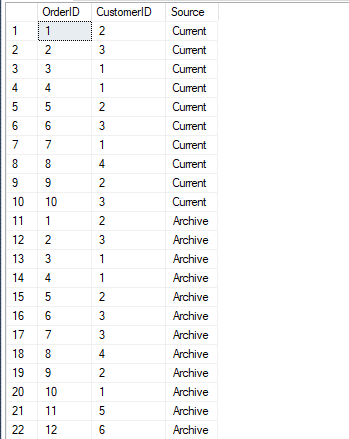 OrderID CustomerID Source
1 1 2 Current
2 2 3 Current
3 3 1 Current
4 4 1 Current
5 5 2 Current
6 6 3 Current
7 7 1 Current
8 8 4 Current
9 9 2 Current
10 10 3 Current
11 1 2 Archive
12 2 3 Archive
13 3 1 Archive
14 4 1 Archive
15 5 2 Archive
16 6 3 Archive
17 7 3 Archive
18 8 4 Archive
19 9 2 Archive
20 10 1 Archive
21 11 5 Archive
22 12 6 Archive